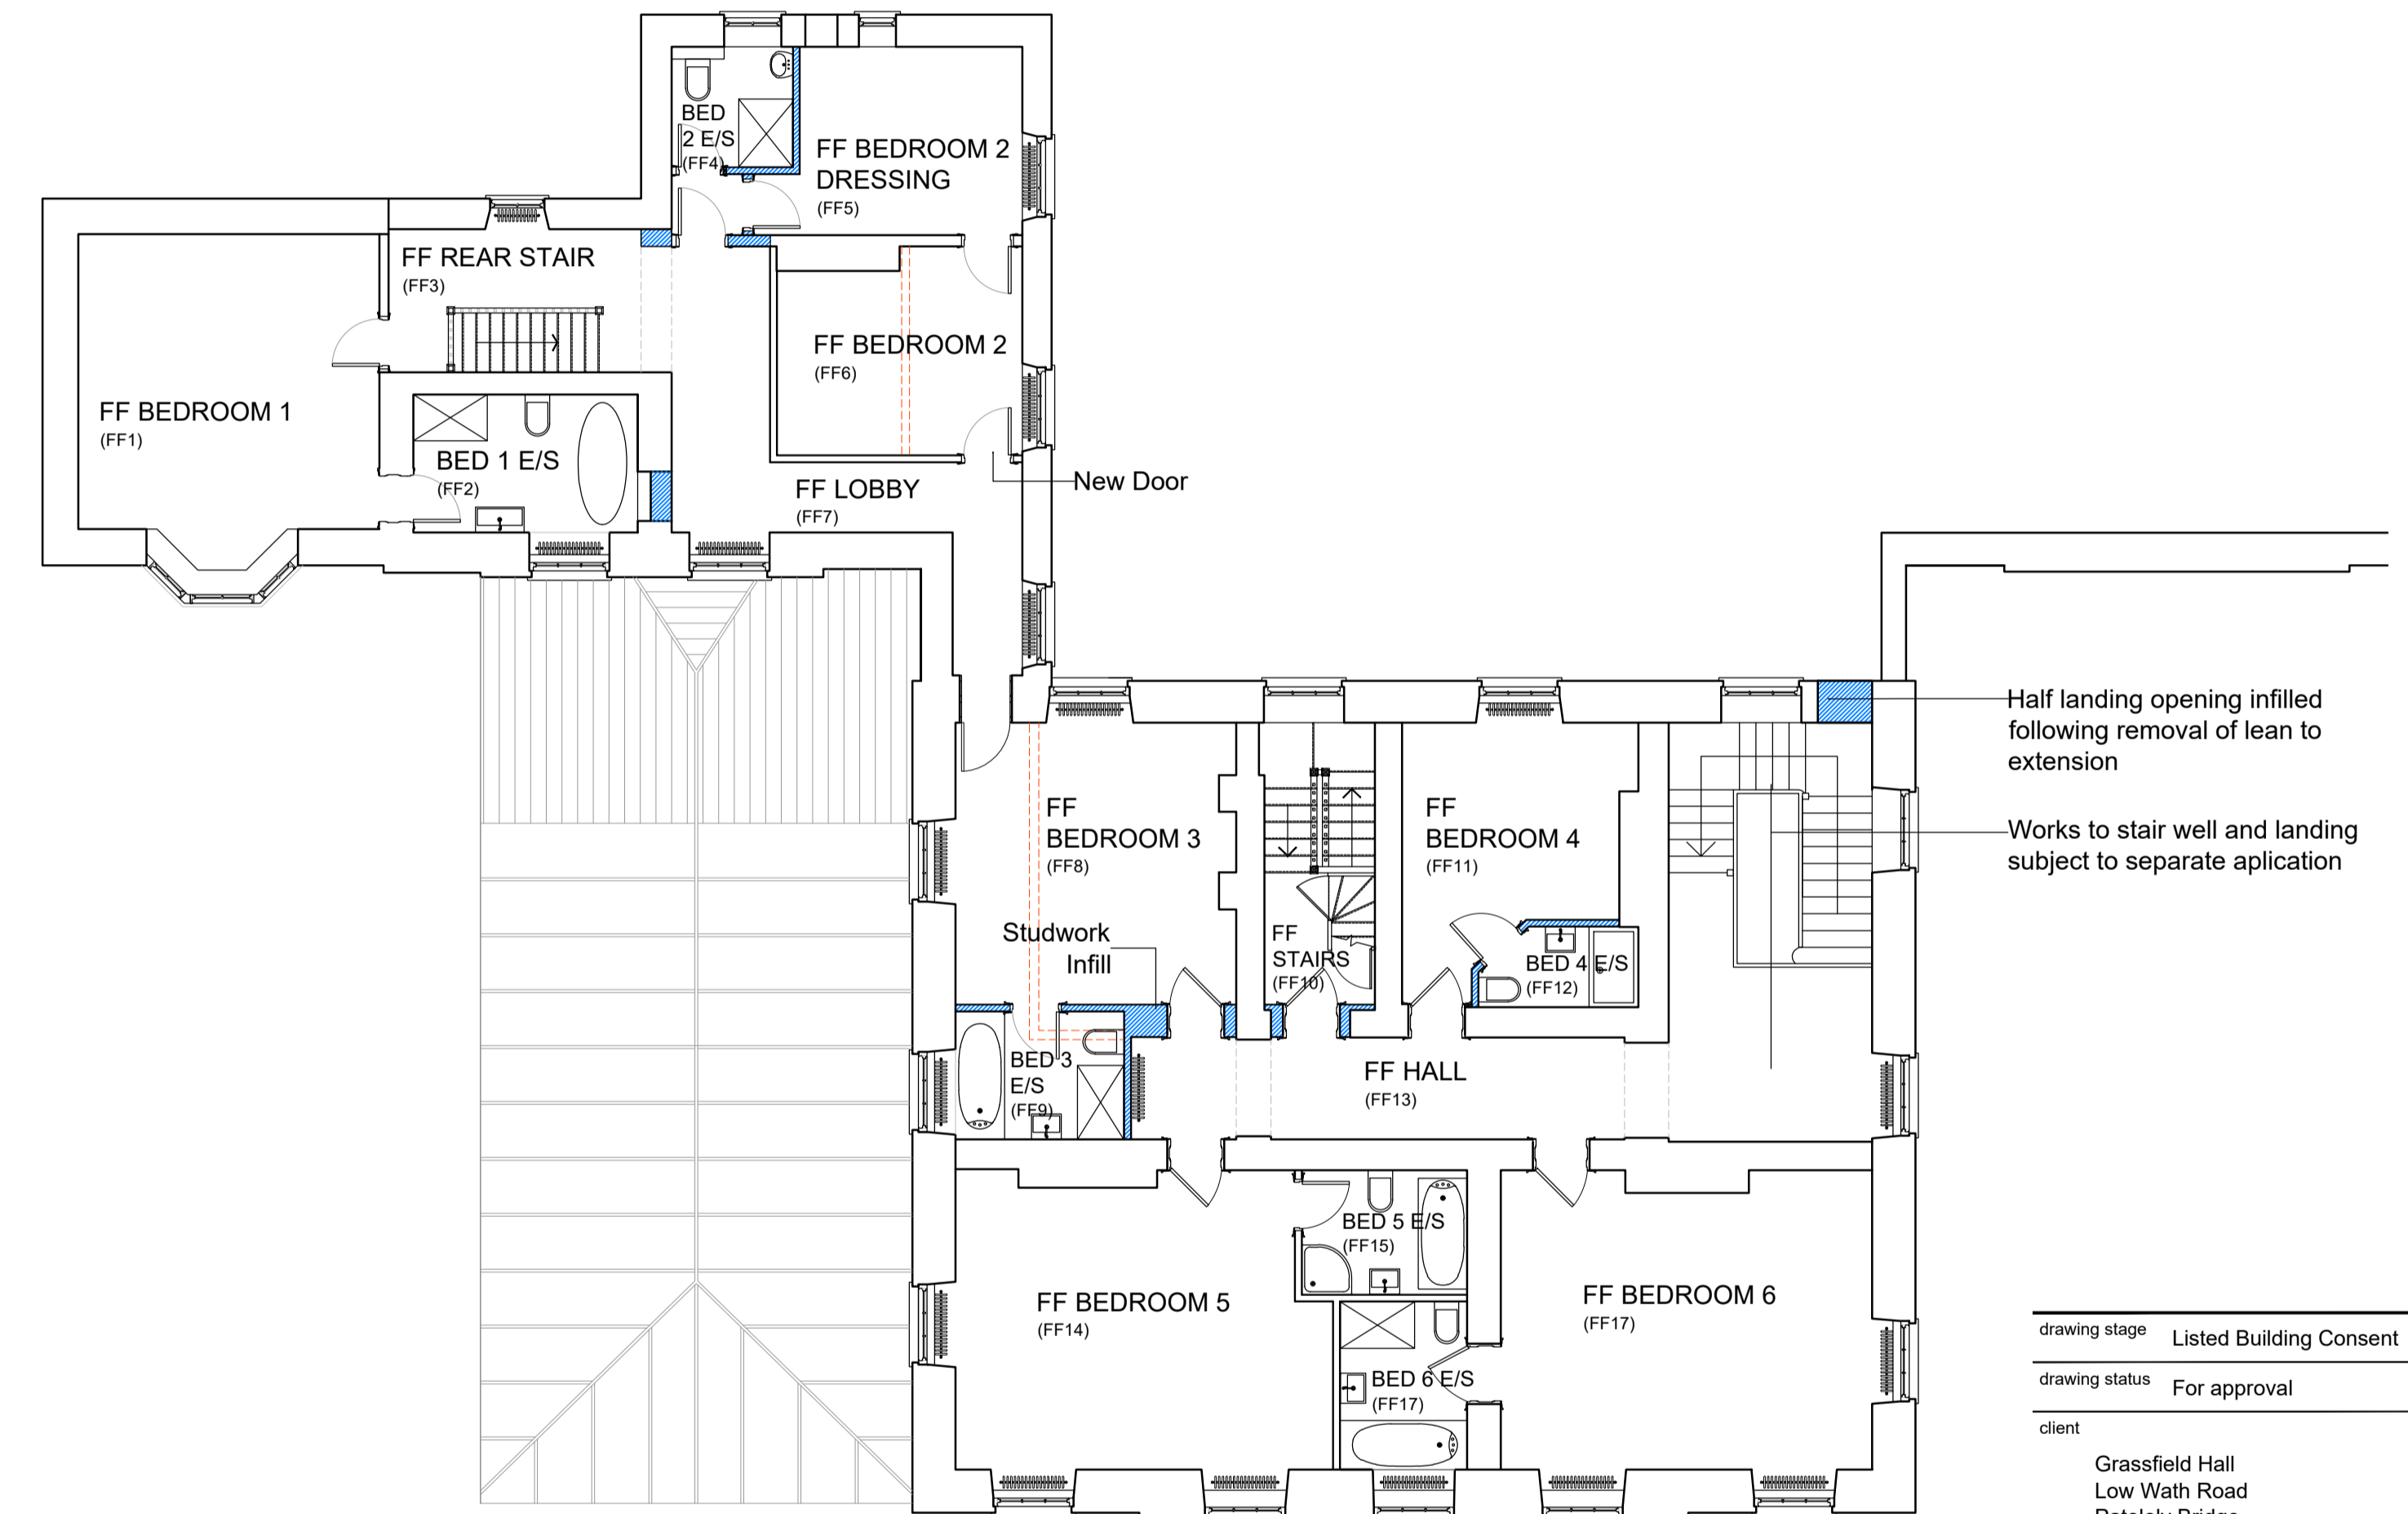 BED
2 E/S
(FF4)
FF BEDROOM 2
DRESSING
(FF5)
FF REAR STAIR
(FF3)
FF BEDROOM 2
(FF6)
FF BEDROOM 1
(FF1)
BED 1 E/S
(FF2)
FF LOBBY
(FF7)
New Door
Half landing opening infilled
following removal of lean to
extension
Works to stair well and landing
subject to separate aplication
FF
BEDROOM 3
(FF8)
FF
BEDROOM 4
(FF11)
Studwork
Infill
FF
STAIRS
(FF10)
BED 4 E/S
(FF12)
BED 3
E/S
(FF9)
FF HALL
(FF13)
BED 5 E/S
(FF15)
FF BEDROOM 5
(FF14)
FF BEDROOM 6
(FF17)
BED 6 E/S
(FF17)
drawing stage Listed Building Consent
drawing status For approval
client
Grassfield Hall
Low Wath Road